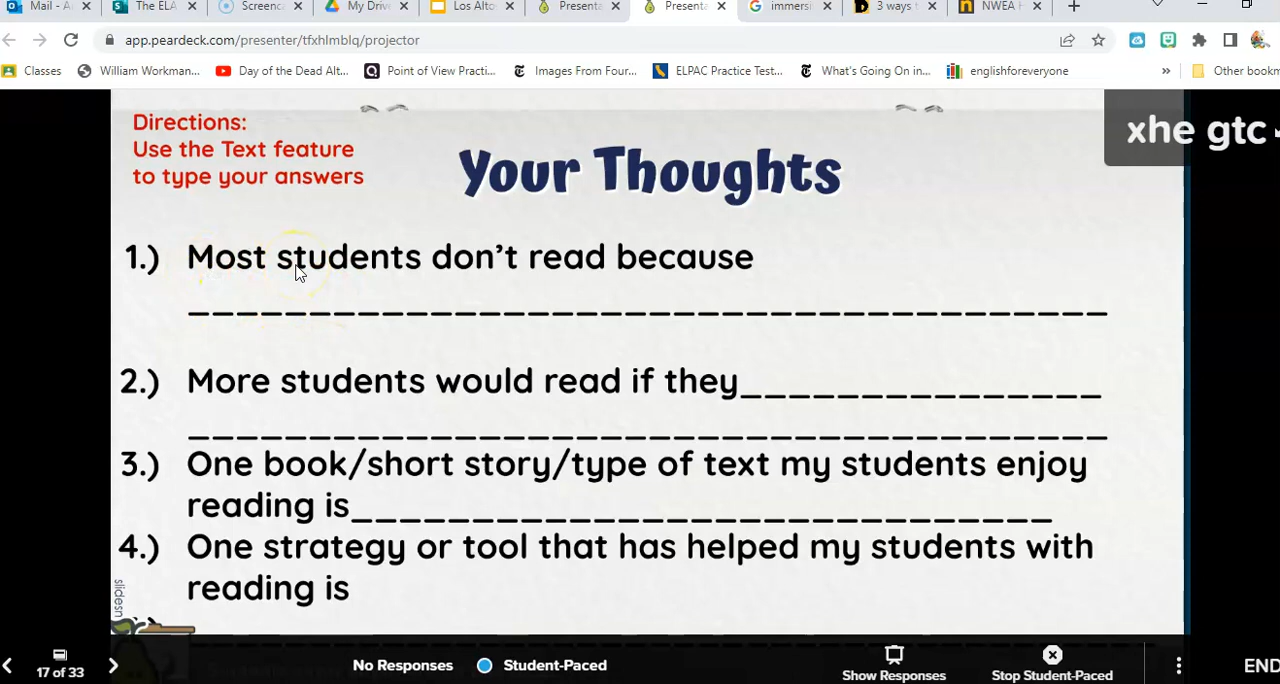 Mail - A
The ELA
Screenca
My Driv
Los Alto
Presenta
Presenta
immersi
3 ways
NWEA
app.peardeck.com/presenter/tfxhlmblq/projector
Classes
William Workman...
Day of the Dead Alt...
Point of View Practi...
Images From Four...
ELPAC Practice Test...
What's Going On in...
englishforeveryone
»
Other bookm
Directions:
Use the Text feature
to type your answers
Your Thoughts
xhe gtc
1.) Most students don't read because
2.) More students would read if they
3.) One book/short story/type of text my students enjoy
reading is
4.) One strategy or tool that has helped my students with
reading is
slidesn
17 of 33
No Responses
Student-Paced
Show Responses
Stop Student-Paced
END